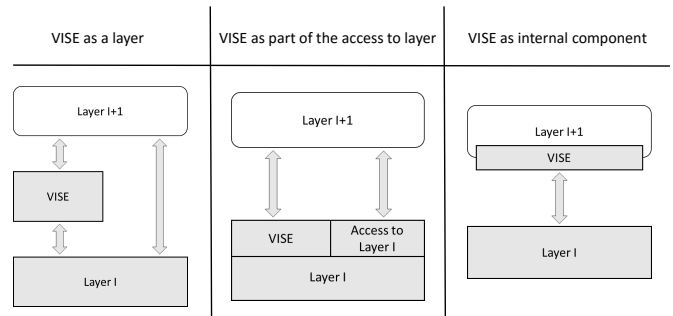 VISE as a layer
VISE as part of the access to layer
VISE as internal component
Layer I+1
VISE
Layer I
Layer I+1
VISE
Access to
Layer I
Layer I
Layer I+1
VISE
Layer I